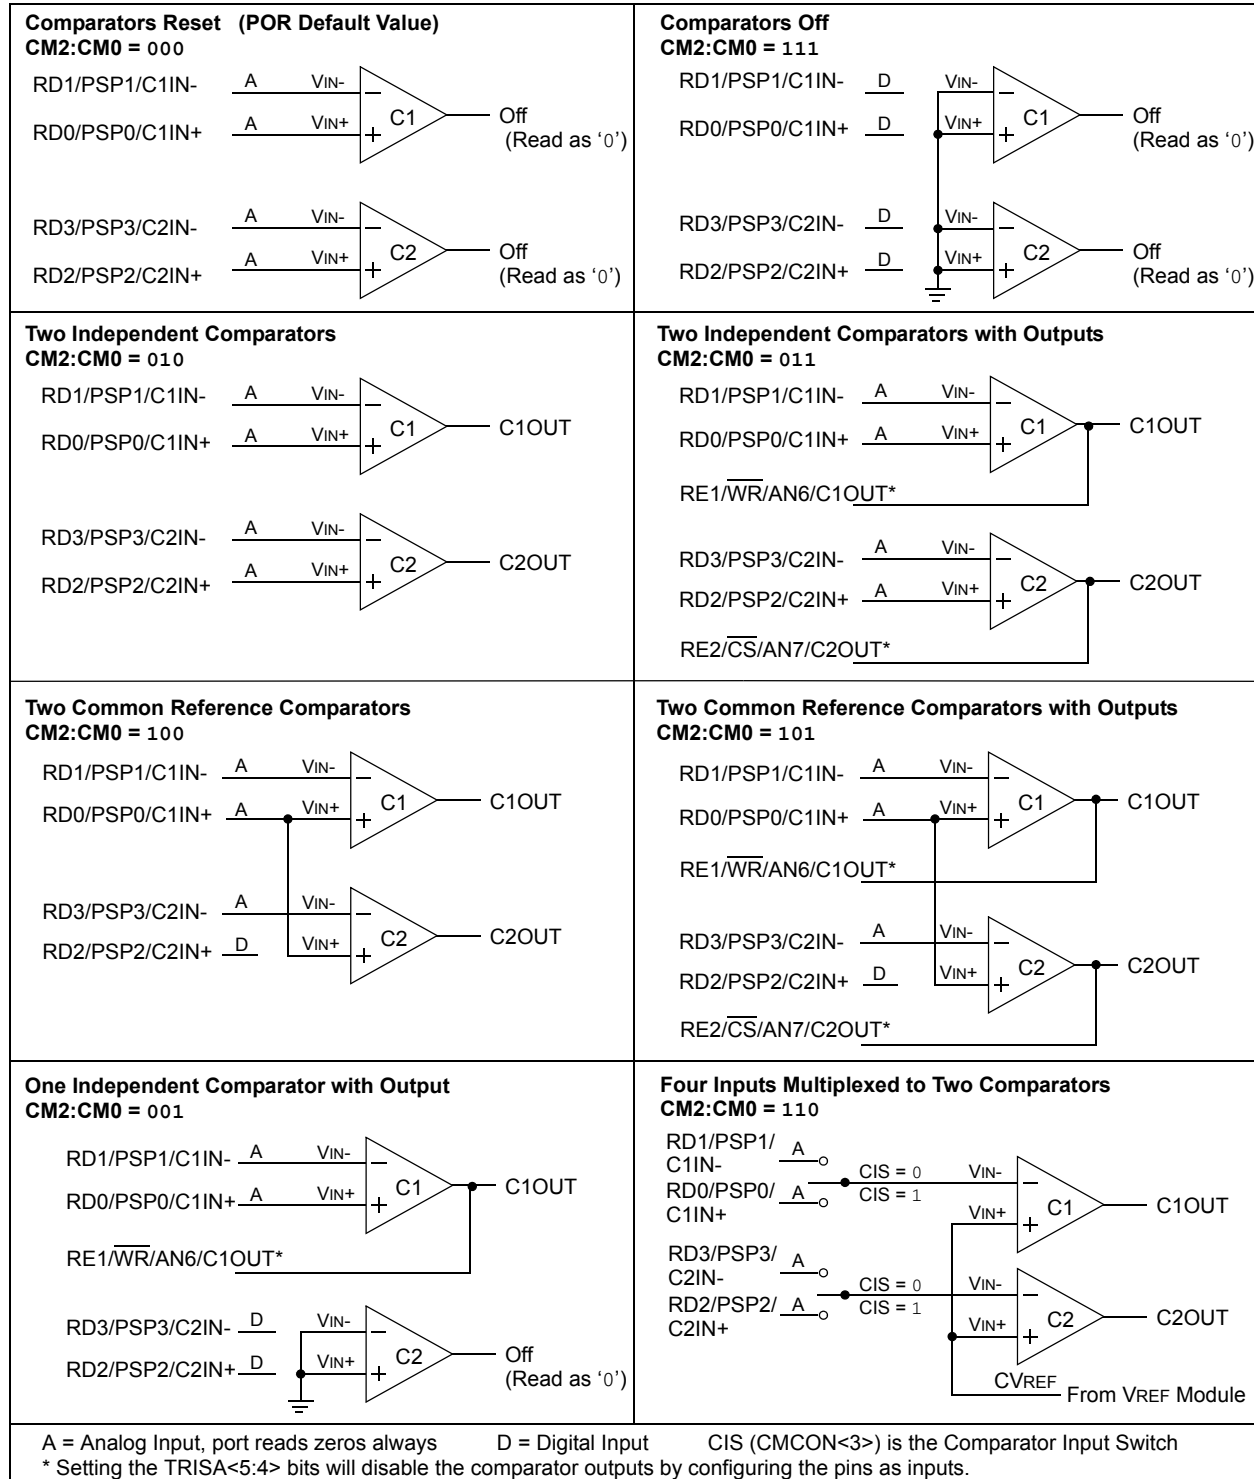 Comparators Reset (POR Default Value)
CM2:CM0 = 000
RD1/PSP1/C1IN- A VIN-
RD0/PSP0/C1IN+ A VIN+
C1
Off
(Read as ‘0’)
RD3/PSP3/C2IN- A VIN-
RD2/PSP2/C2IN+ A VIN+
C2
Off
(Read as ‘0’)
Comparators Off
CM2:CM0 = 111
RD1/PSP1/C1IN- D VIN-
RD0/PSP0/C1IN+ D VIN+
C1
Off
(Read as ‘0’)
RD3/PSP3/C2IN- D VIN-
RD2/PSP2/C2IN+ D VIN+
C2
Off
(Read as ‘0’)
Two Independent Comparators
CM2:CM0 = 010
RD1/PSP1/C1IN- A VIN-
RD0/PSP0/C1IN+ A VIN+
C1 C1OUT
RD3/PSP3/C2IN- A VIN-
RD2/PSP2/C2IN+ A VIN+
C2 C2OUT
Two Independent Comparators with Outputs
CM2:CM0 = 011
RD1/PSP1/C1IN- A VIN-
RD0/PSP0/C1IN+ A VIN+
C1 C1OUT
RE1/WR/AN6/C1OUT*
RD3/PSP3/C2IN- A VIN-
RD2/PSP2/C2IN+ A VIN+
C2 C2OUT
RE2/CS/AN7/C2OUT*
Two Common Reference Comparators
CM2:CM0 = 100
RD1/PSP1/C1IN- A VIN-
RD0/PSP0/C1IN+ A VIN+
C1 C1OUT
RD3/PSP3/C2IN- A VIN-
RD2/PSP2/C2IN+ D VIN+
C2 C2OUT
Two Common Reference Comparators with Outputs
CM2:CM0 = 101
RD1/PSP1/C1IN- A VIN-
RD0/PSP0/C1IN+ A VIN+
C1 C1OUT
RE1/WR/AN6/C1OUT*
RD3/PSP3/C2IN- A VIN-
RD2/PSP2/C2IN+ D VIN+
C2 C2OUT
RE2/CS/AN7/C2OUT*
One Independent Comparator with Output
CM2:CM0 = 001
RD1/PSP1/C1IN- A VIN-
RD0/PSP0/C1IN+ A VIN+
C1 C1OUT
RE1/WR/AN6/C1OUT*
RD3/PSP3/C2IN- D VIN-
RD2/PSP2/C2IN+ D VIN+
C2
Off
(Read as ‘0’)
Four Inputs Multiplexed to Two Comparators
CM2:CM0 = 110
RD1/PSP1/
C1IN- A
RD0/PSP0/
C1IN+ A
CIS = 0 VIN-
CIS = 1
VIN+
C1 C1OUT
RD3/PSP3/
C2IN- A
RD2/PSP2/
C2IN+ A
CIS = 0 VIN-
CIS = 1
VIN+
C2 C2OUT
CVREF
From VREF Module
A = Analog Input, port reads zeros always D = Digital Input CIS (CMCON<3>) is the Comparator Input Switch
* Setting the TRISA<5:4> bits will disable the comparator outputs by configuring the pins as inputs.